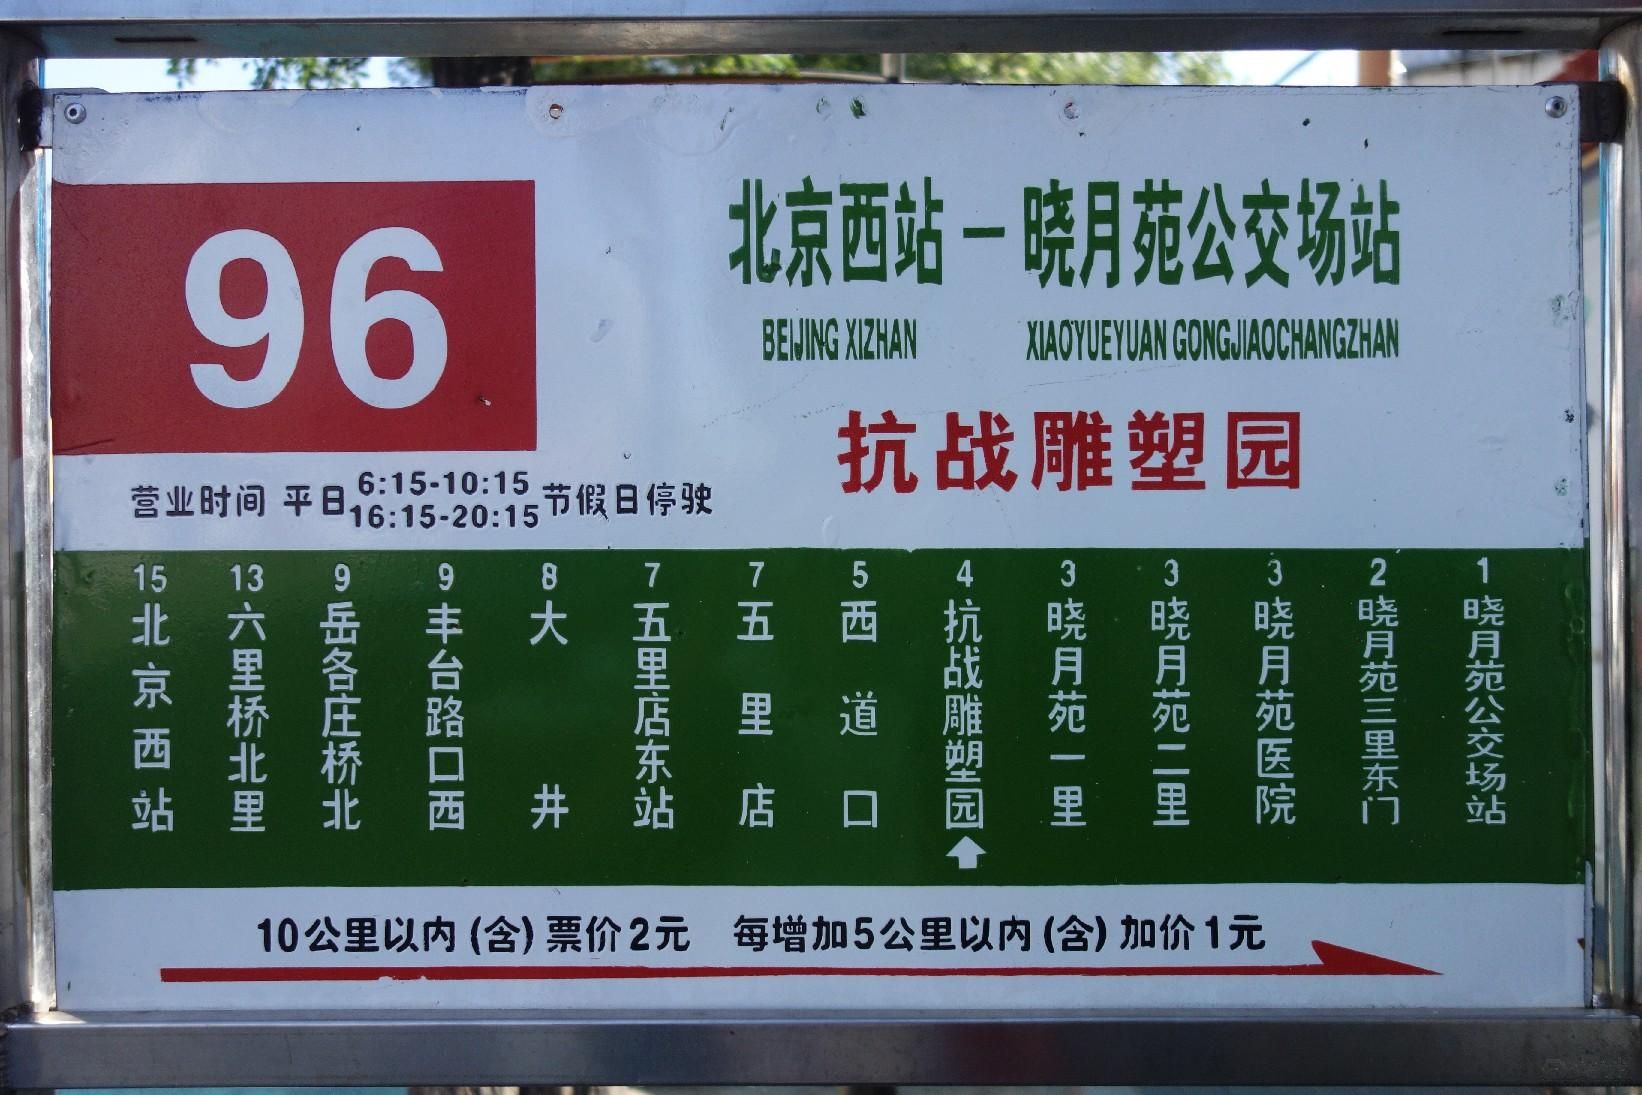 96
北京西站－晓月苑公交场站
BEIJING XIZHAN XIAOYUEYUAN GONGJIAOCHANGZHAN
抗战雕塑园
营业时间 平日 6:15-10:15 节假日停驶
16:15-20:15
15 北京西站
13 六里桥北里
9 岳各庄桥北
9 丰台路口西
8 大井
7 五里店东站
7 五里店
5 西道口
4 抗战雕塑园
3 晓月苑一里
3 晓月苑二里
3 晓月苑医院
2 晓月苑三里东门
1 晓月苑公交场站
10公里以内(含)票价2元 每增加5公里以内(含)加价1元